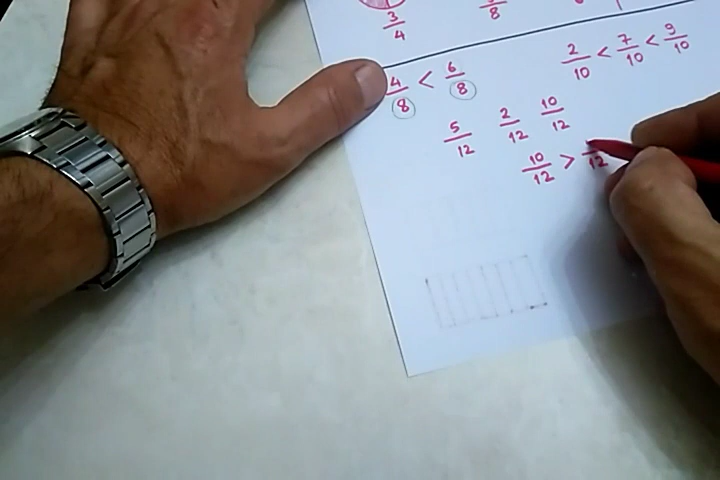 3/4 /8
4/8 < 6/8 2/10 < 7/10 < 9/10
5/12 2/12 10/12
10/12 > /12